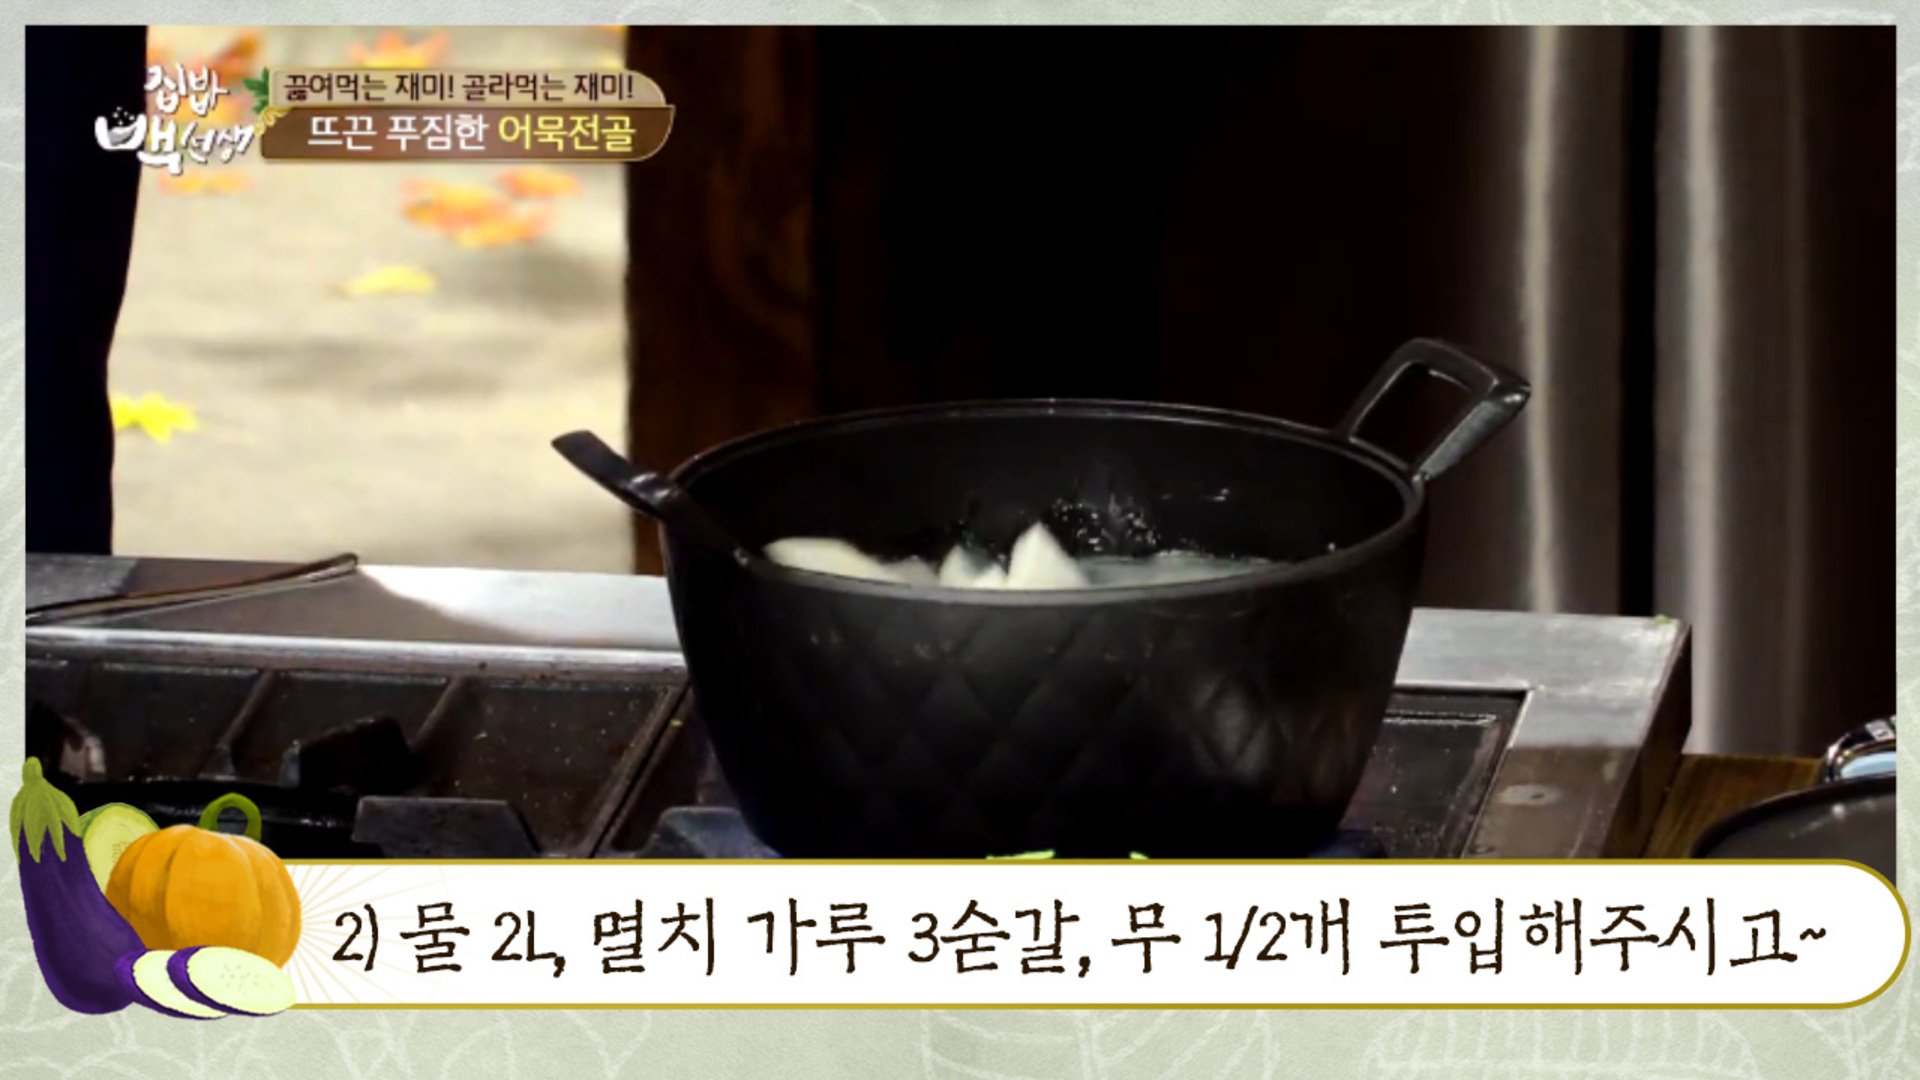 집밥
백선생
끓여먹는 재미! 골라먹는 재미!
뜨끈 푸짐한 어묵전골
2) 물 2L, 멸치 가루 3숟갈, 무 1/2개 투입해주시고~